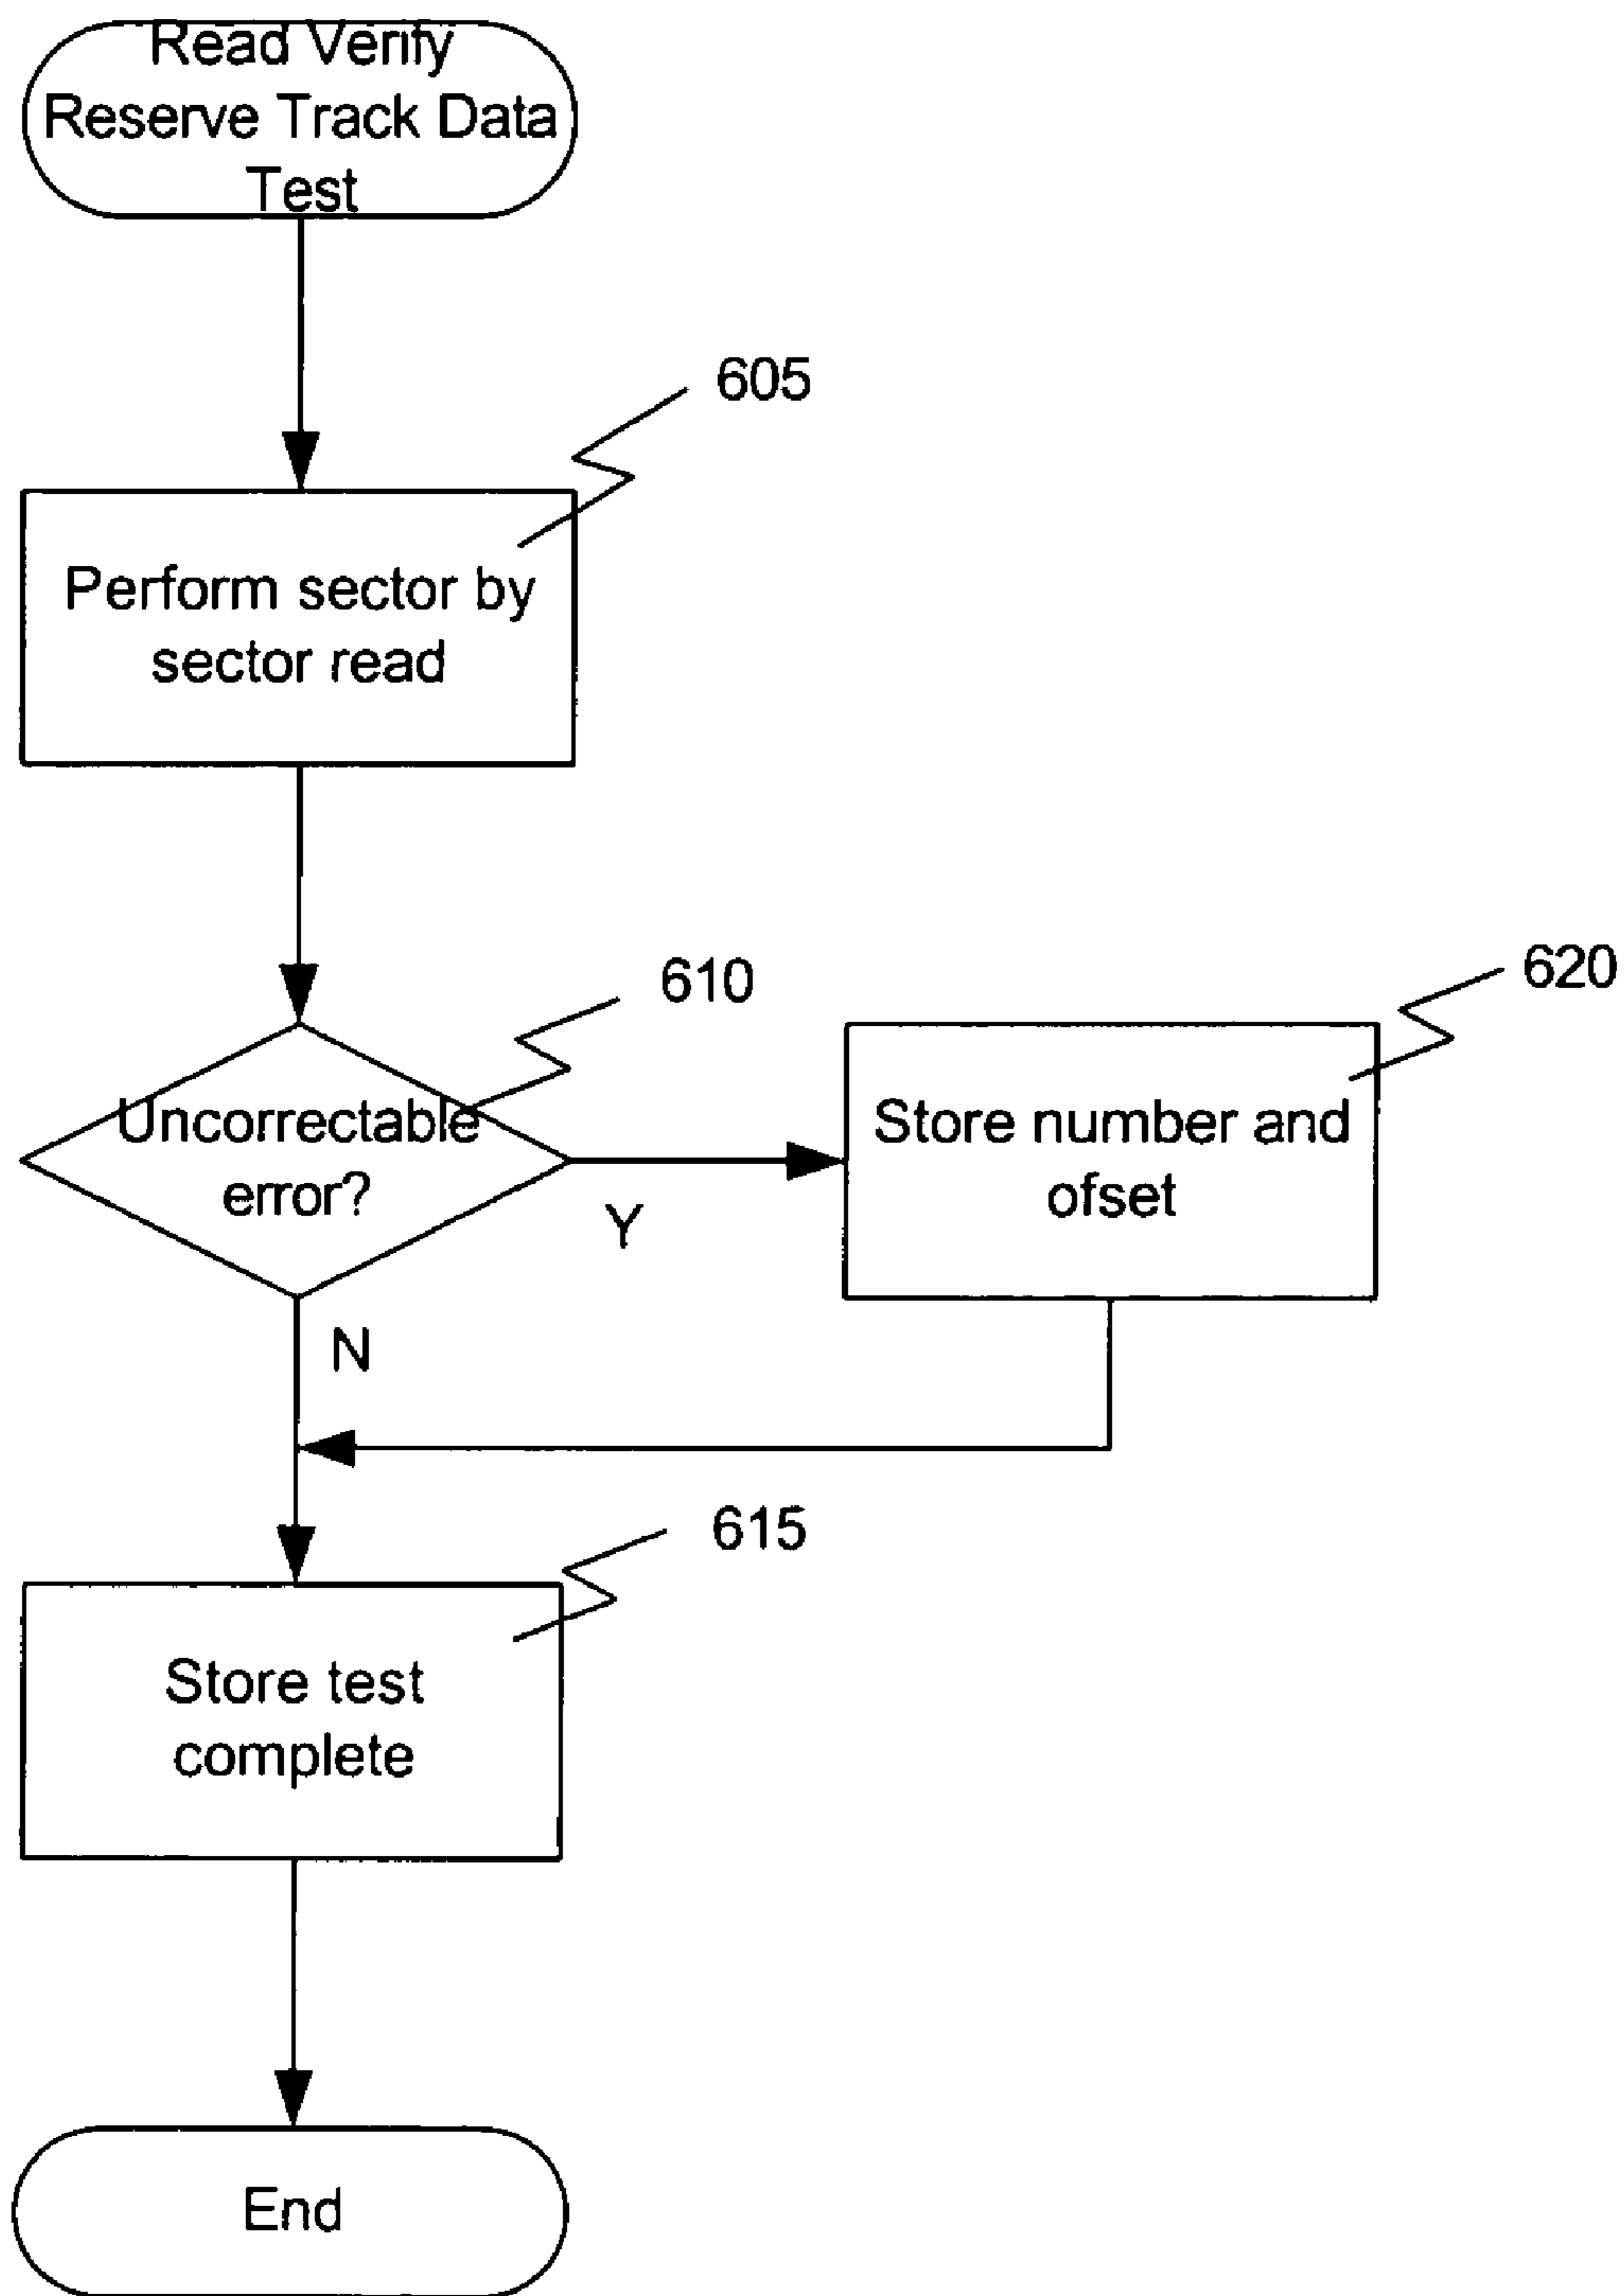 Read Verify
Reserve Track Data
Test
605
Perform sector by
sector read
610
620
Uncorrectable
error?
Store number and
ofset
Y
N
615
Store test
complete
End